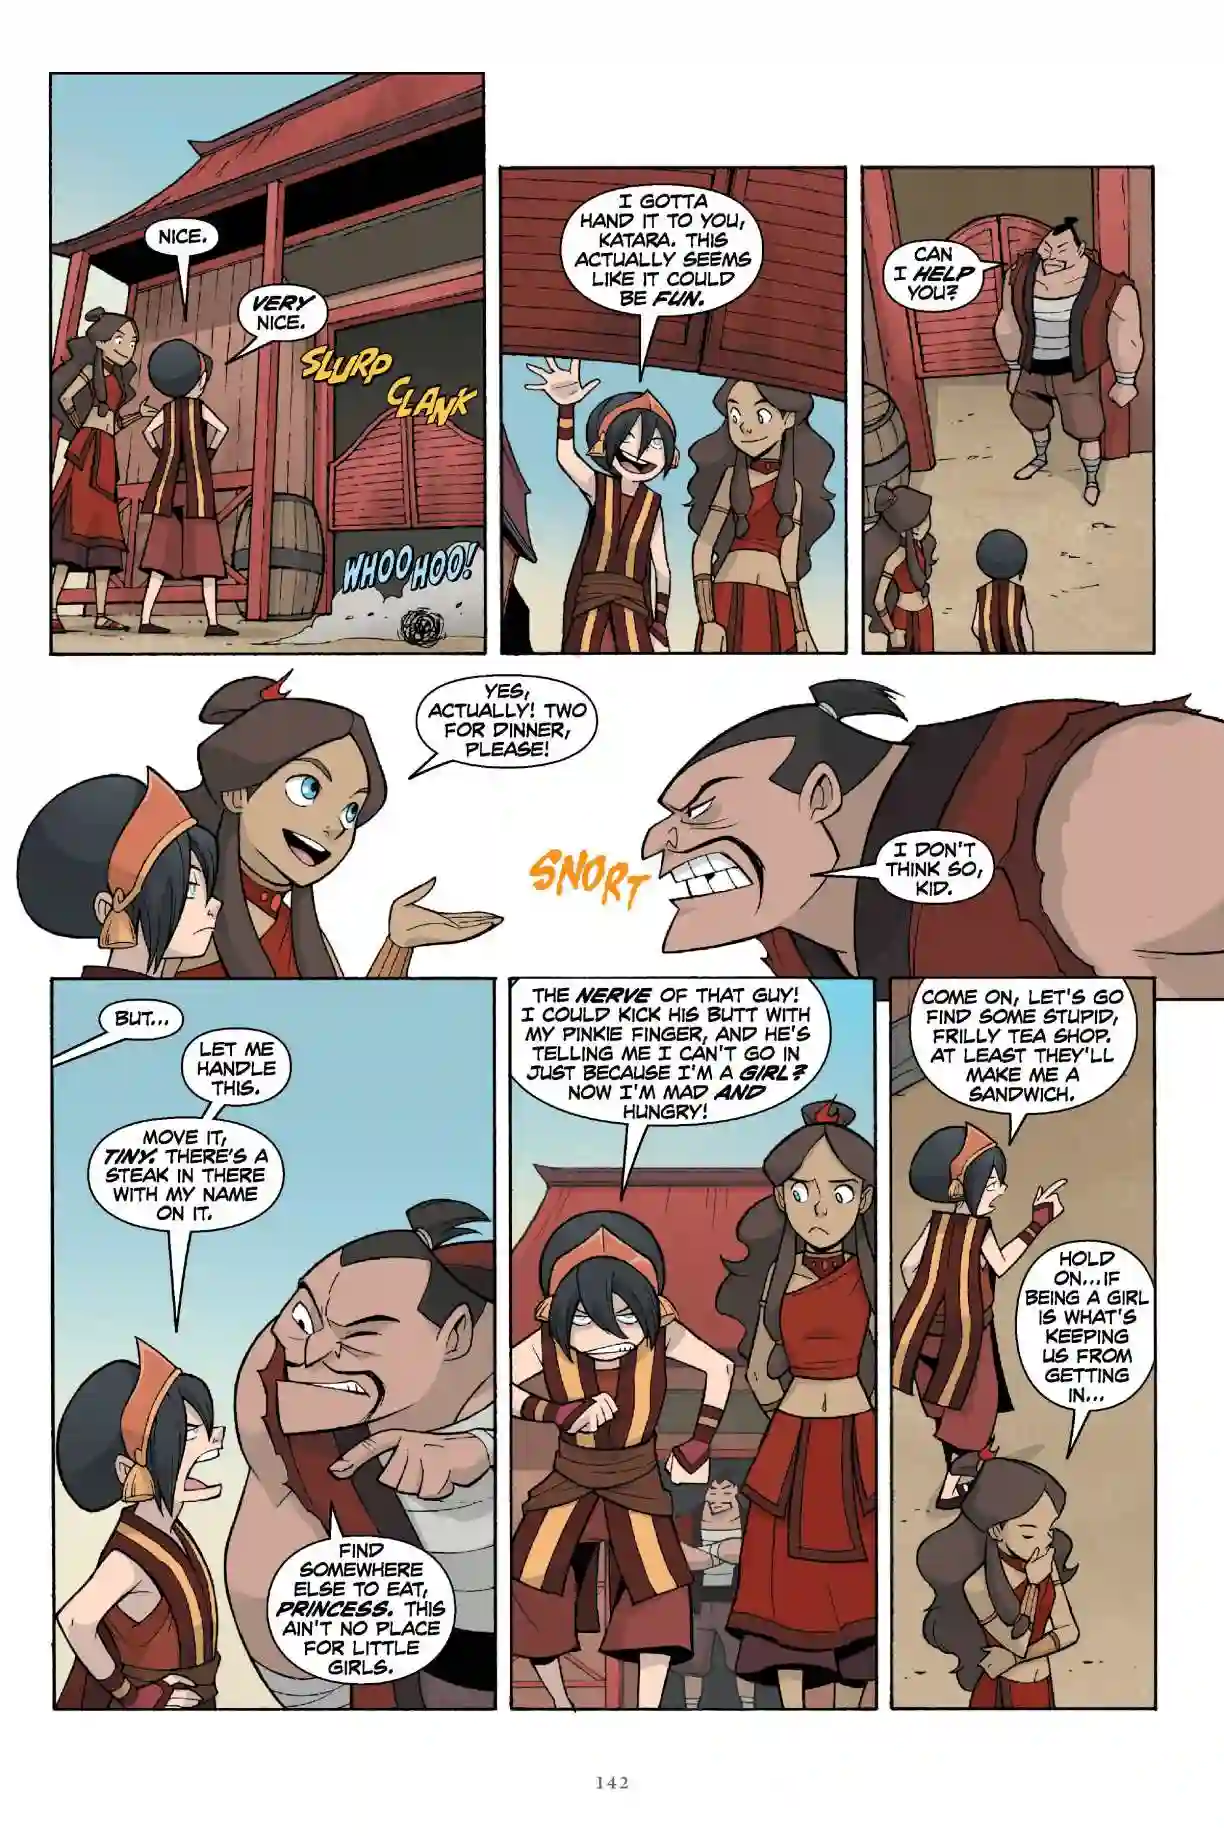 NICE.
VERY
NICE.
SLURP
CLANK
WHOOHOO!
I GOTTA
HAND IT TO YOU,
KATARA. THIS
ACTUALLY SEEMS
LIKE IT COULD
BE FUN.
CAN
I HELP
YOU?
YES,
ACTUALLY! TWO
FOR DINNER,
PLEASE!
SNORT
I DON'T
THINK SO,
KID.
BUT...
LET ME
HANDLE
THIS.
MOVE IT,
TINY. THERE'S A
STEAK IN THERE
WITH MY NAME
ON IT.
FIND
SOMEWHERE
ELSE TO EAT,
PRINCESS. THIS
AIN'T NO PLACE
FOR LITTLE
GIRLS.
THE NERVE OF THAT GUY!
I COULD KICK HIS BUTT WITH
MY PINKIE FINGER, AND HE'S
TELLING ME I CAN'T GO IN
JUST BECAUSE I'M A GIRL?
NOW I'M MAD AND
HUNGRY!
COME ON, LET'S GO
FIND SOME STUPID,
FRILLY TEA SHOP.
AT LEAST THEY'LL
MAKE ME A
SANDWICH.
HOLD
ON...IF
BEING A GIRL
IS WHAT'S
KEEPING
US FROM
GETTING
IN...
142